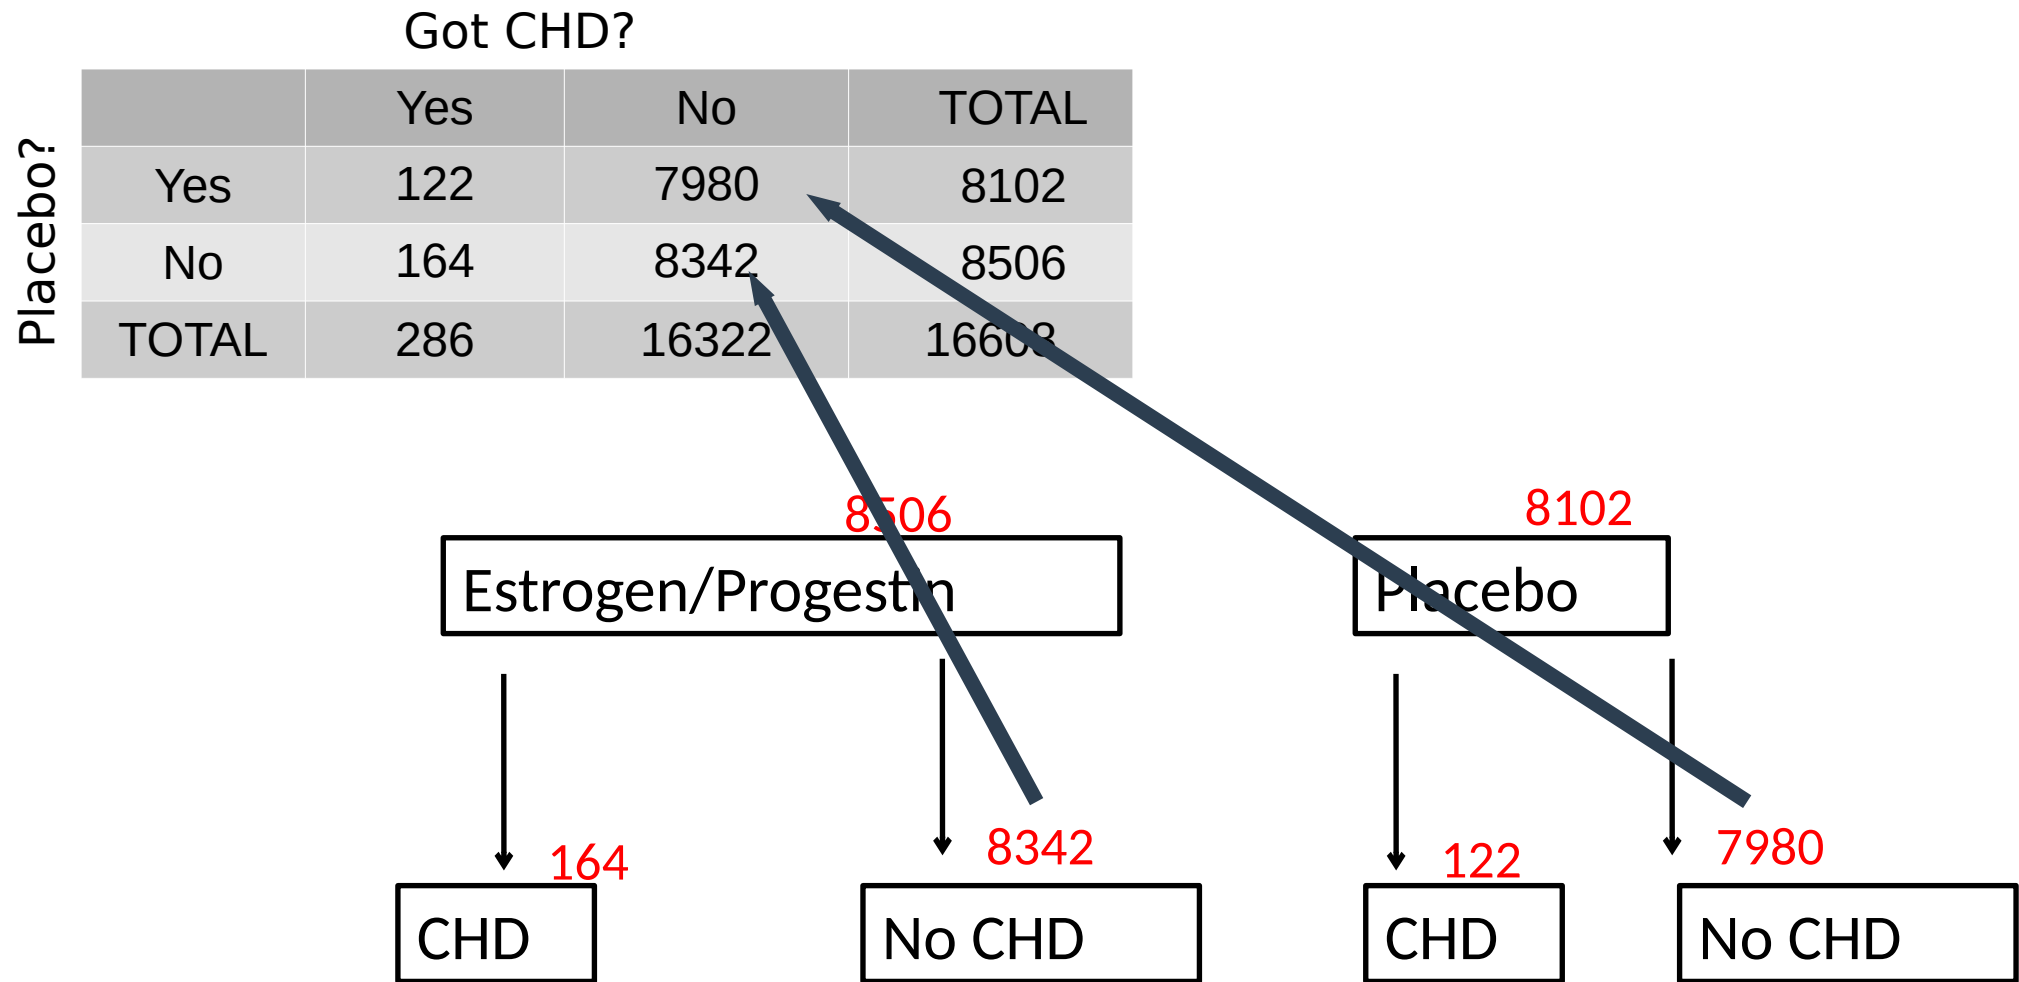 Got CHD?
Placebo?
Yes No TOTAL
Yes 122 7980 8102
No 164 8342 8506
TOTAL 286 16322 16608
8506 8102
Estrogen/Progestin Placebo
164 8342 122 7980
CHD No CHD CHD No CHD